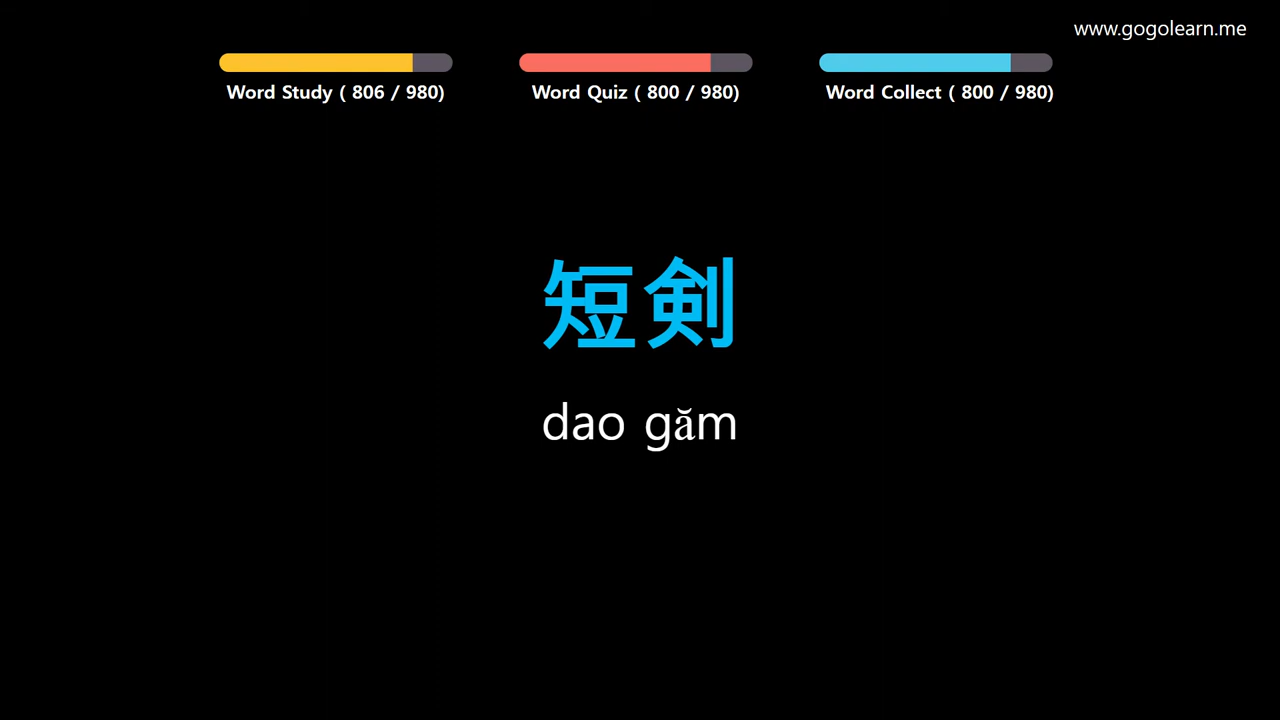 www.gogolearn.me
Word Study ( 806 / 980)
Word Quiz ( 800 / 980)
Word Collect ( 800 / 980)
短剣
dao găm